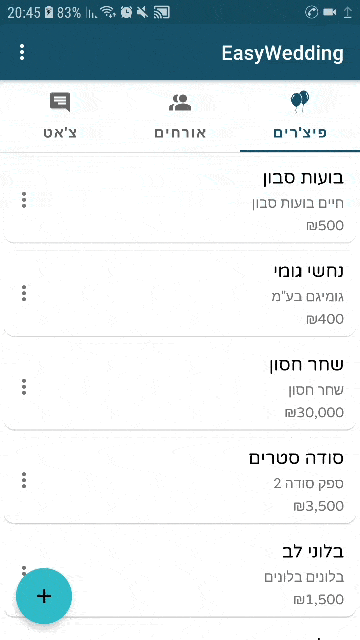 20:45 83%
EasyWedding
פיצ'רים
אורחים
צ'אט
בועות סבון
חיים בועות סבון
₪500
נחשי גומי
גומיגם בע"מ
₪400
שחר חסון
שחר חסון
₪30,000
סודה סטרים
ספק סודה 2
₪3,500
בלוני לב
בלונים בלונים
₪1,500